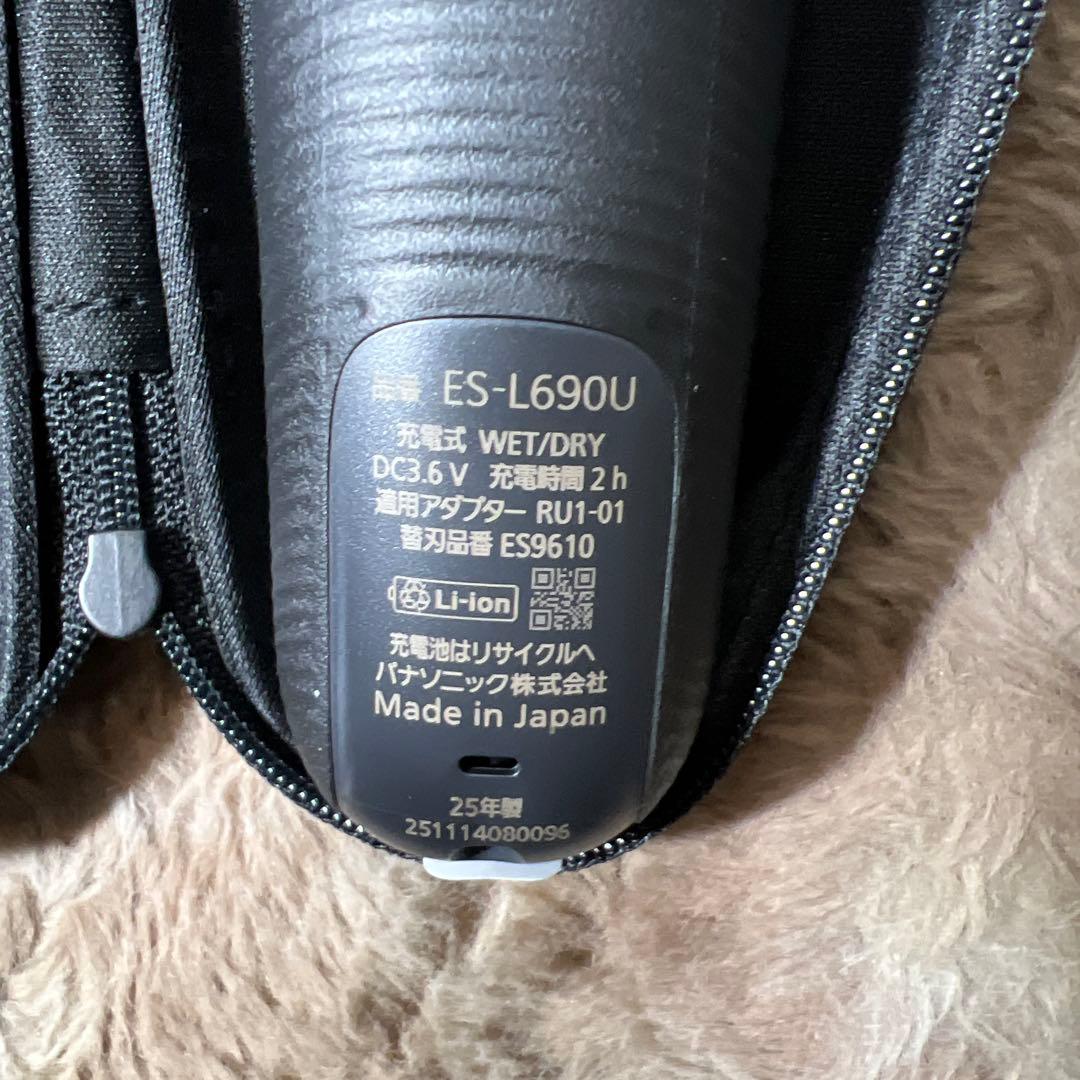 品番 ES-L690U
充電式 WET/DRY
DC3.6 V 充電時間 2 h
適用アダプター RU1-01
替刃品番 ES9610
Li-ion
充電池はリサイクルへ
パナソニック株式会社
Made in Japan
25年製
251114080096